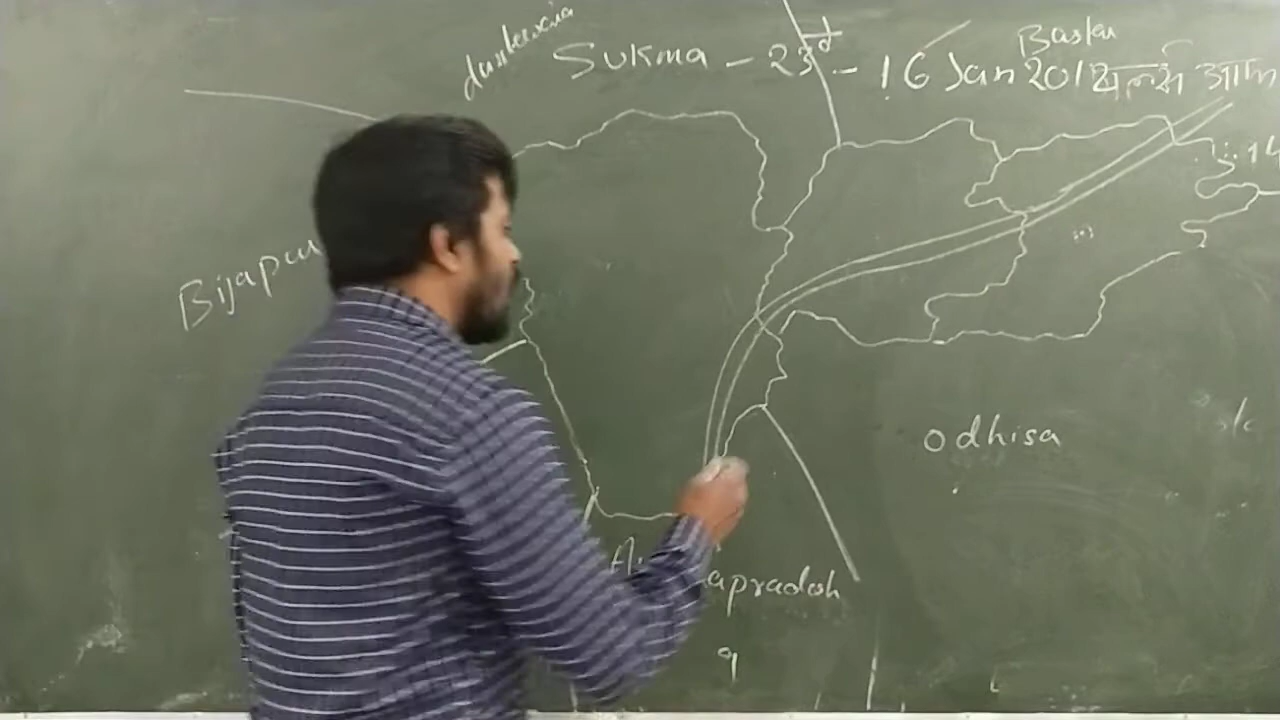 dantewada
Bastar
Sukma - 23rd - 16 Jan 2012
Bijapur
odhisa
apradesh